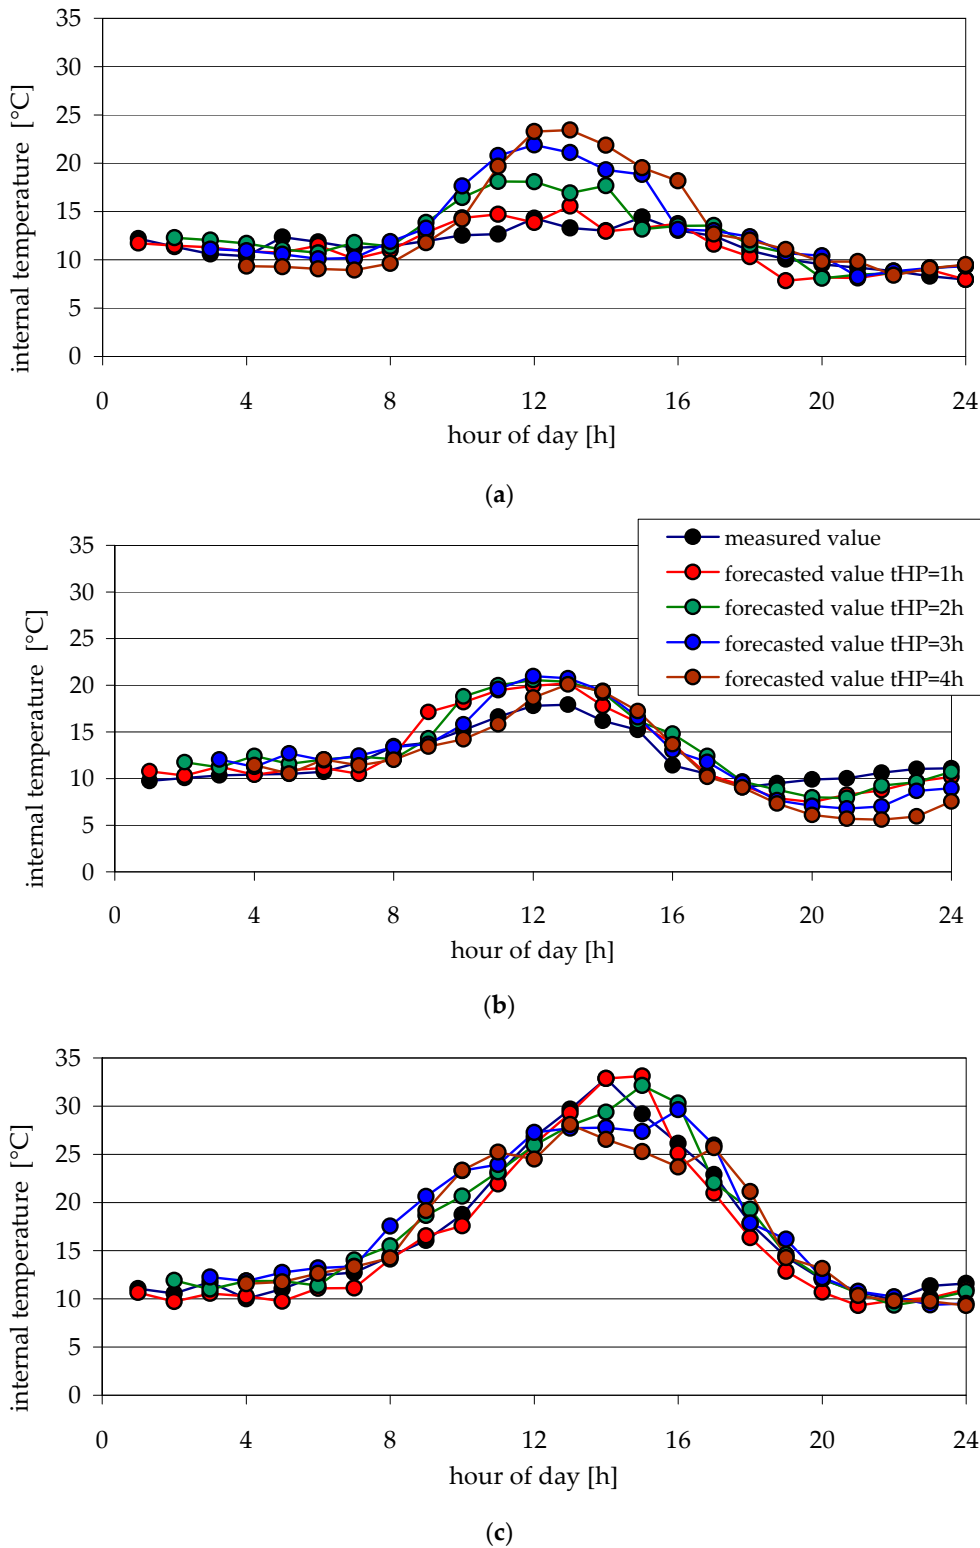 35
30
25
20
15
10
5
0
internal temperature [°C]
0 4 8 12 16 20 24
hour of day [h]
(a)
measured value
forecasted value tHP=1h
forecasted value tHP=2h
forecasted value tHP=3h
forecasted value tHP=4h
35
30
25
20
15
10
5
0
internal temperature [°C]
0 4 8 12 16 20 24
hour of day [h]
(b)
35
30
25
20
15
10
5
0
internal temperature [°C]
0 4 8 12 16 20 24
hour of day [h]
(c)